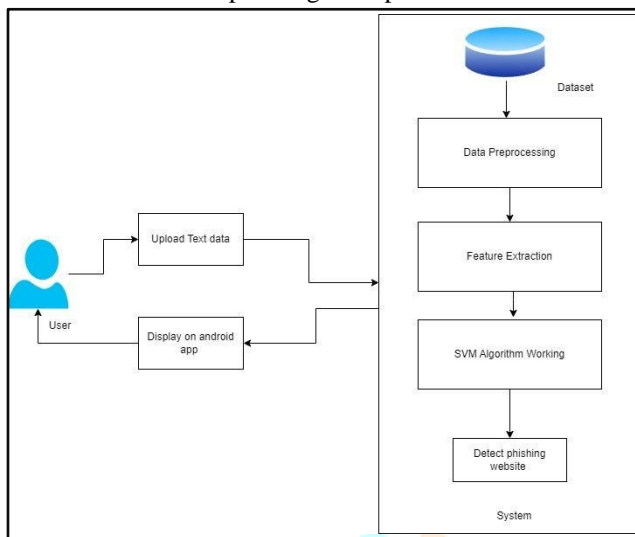 Dataset
Data Preprocessing
Upload Text data
Feature Extraction
User
Display on android
app
SVM Algorithm Working
Detect phishing
website
System